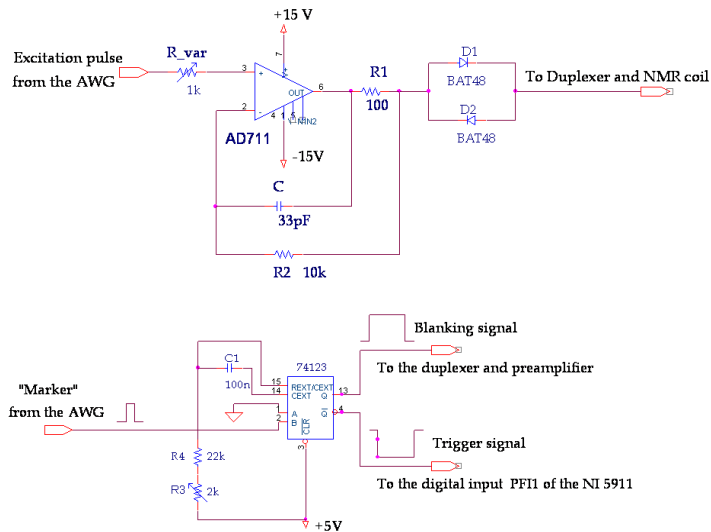 +15 V
Excitation pulse
from the AWG
R_var
1k
3
7
+
V+
OUT
6
2
-
4
1
5
AD711
-15V
R1
100
D1
BAT48
D2
BAT48
To Duplexer and NMR coil
C
33pF
R2 10k
"Marker"
from the AWG
C1
100n
74123
15
14
1
2
REXT/CEXT
CEXT
Q
A
B
Q
CLR
13
4
3
R4
22k
R3
2k
+5V
Blanking signal
To the duplexer and preamplifier
Trigger signal
To the digital input PFI1 of the NI 5911